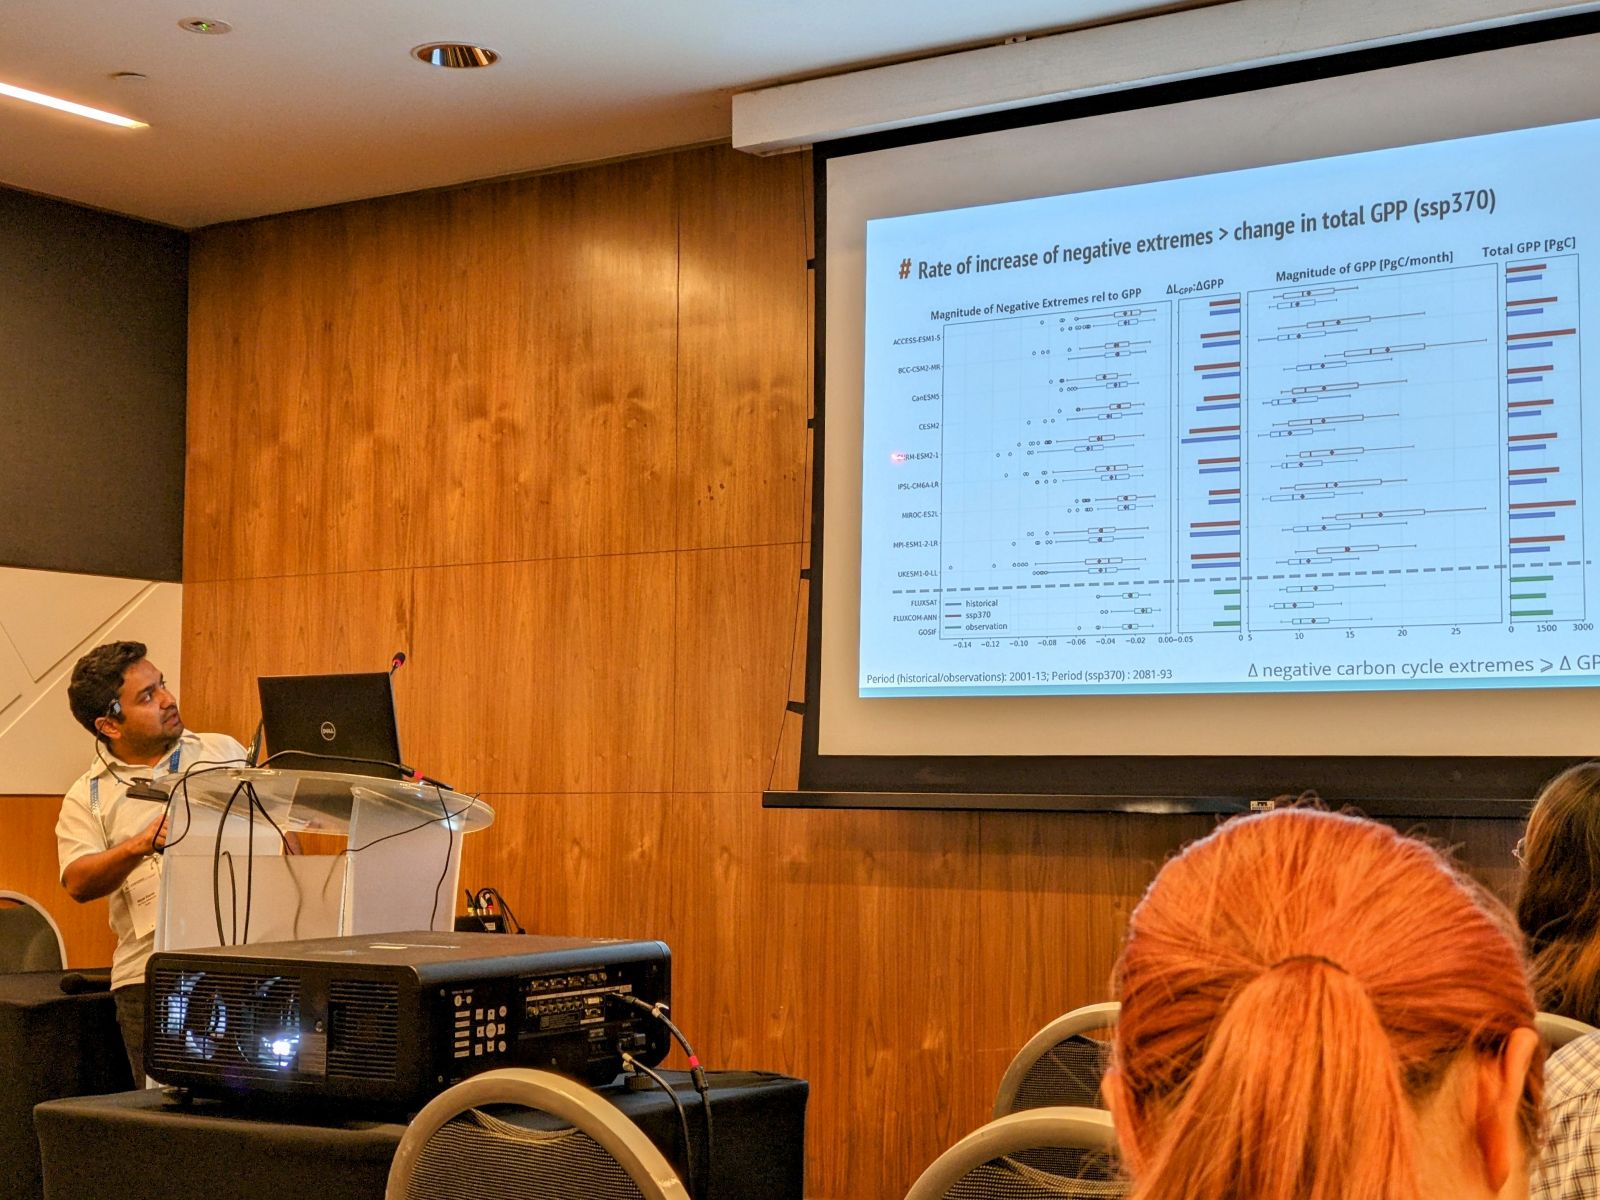 # Rate of increase of negative extremes > change in total GPP (ssp370)
Magnitude of Negative Extremes rel to GPP
ΔL_GPP:ΔGPP
Magnitude of GPP [PgC/month]
Total GPP [PgC]
ACCESS-ESM1-5
BCC-CSM2-MR
CanESM5
CESM2
CNRM-ESM2-1
IPSL-CM6A-LR
MIROC-ES2L
MPI-ESM1-2-LR
UKESM1-0-LL
FLUXSAT
FLUXCOM-ANN
GOSIF
historical
ssp370
observation
−0.14 −0.12 −0.10 −0.08 −0.06 −0.04 −0.02 0.00
−0.05 0
5 10 15 20 25
0 1500 3000
Period (historical/observations): 2001-13; Period (ssp370) : 2081-93
Δ negative carbon cycle extremes ⩾ Δ GP
DELL